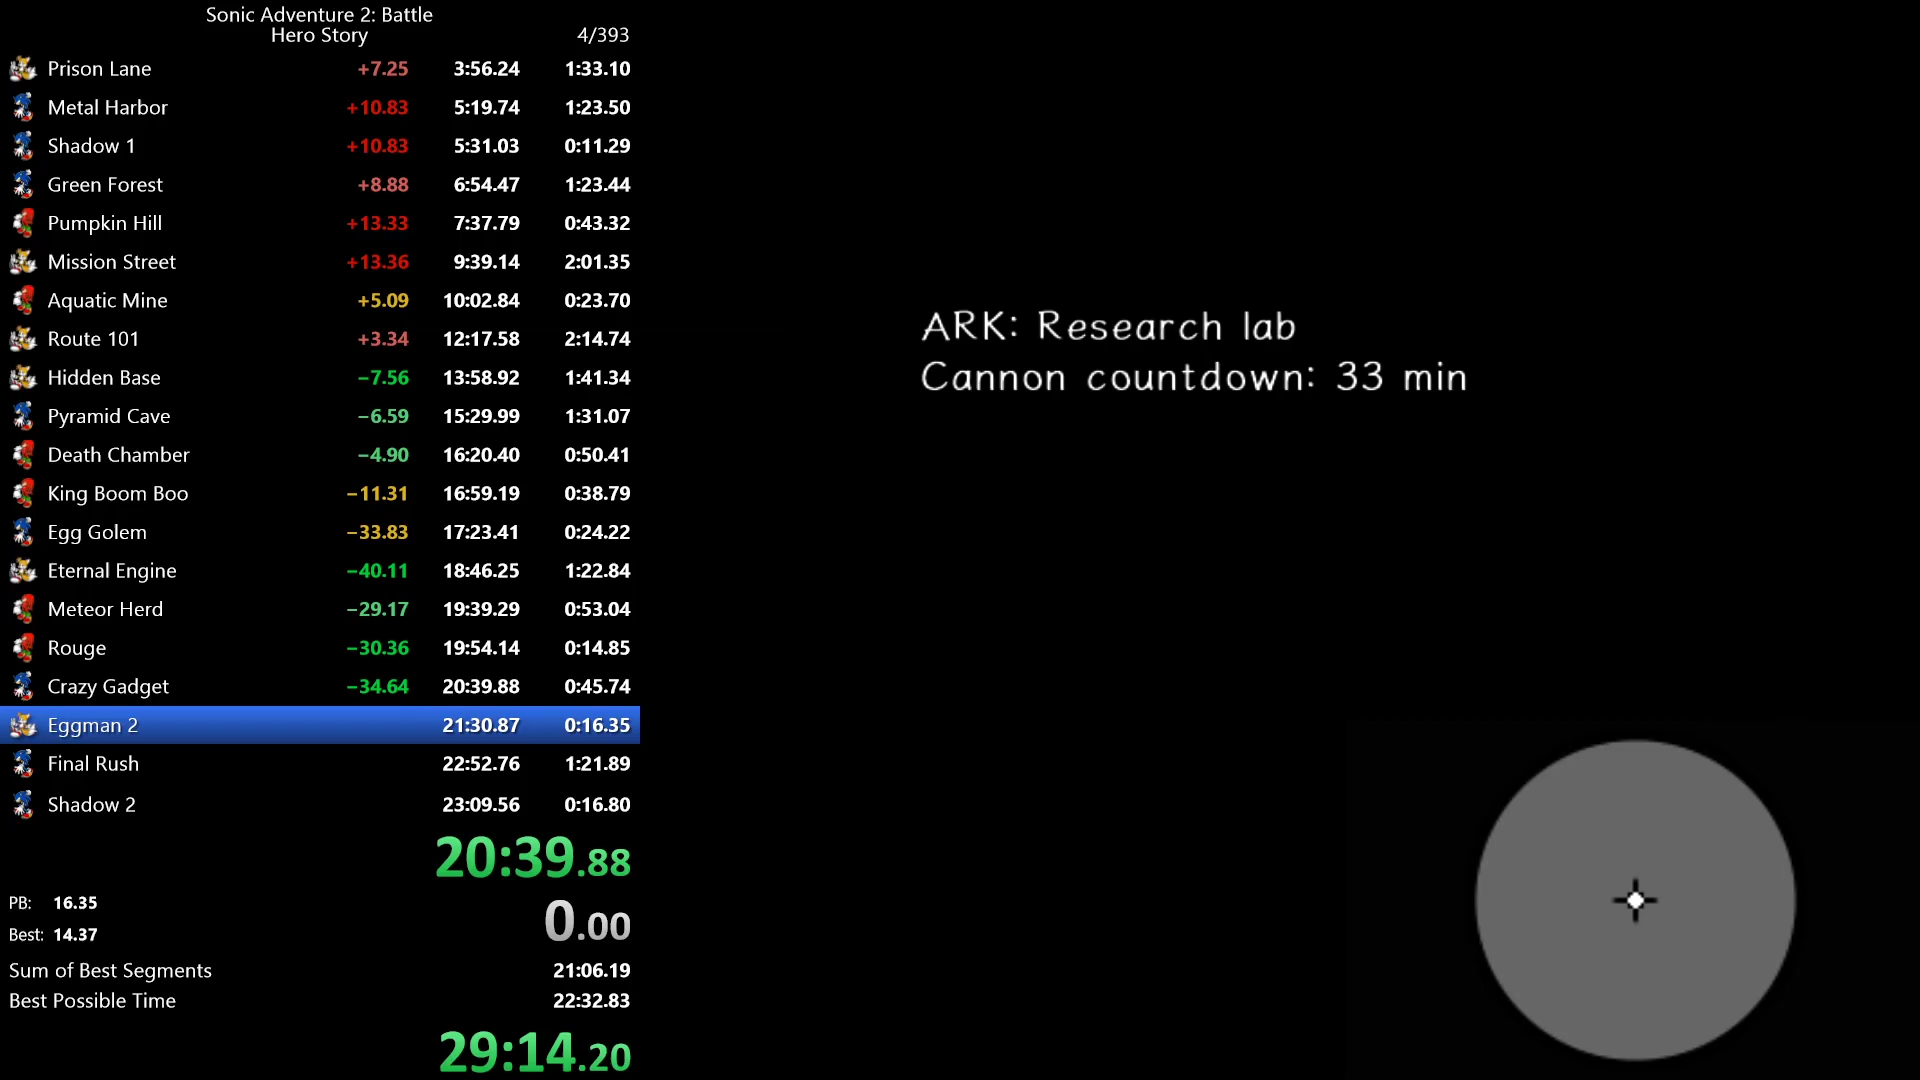 Sonic Adventure 2: Battle
Hero Story 4/393
Prison Lane +7.25 3:56.24 1:33.10
Metal Harbor +10.83 5:19.74 1:23.50
Shadow 1 +10.83 5:31.03 0:11.29
Green Forest +8.88 6:54.47 1:23.44
Pumpkin Hill +13.33 7:37.79 0:43.32
Mission Street +13.36 9:39.14 2:01.35
Aquatic Mine +5.09 10:02.84 0:23.70
Route 101 +3.34 12:17.58 2:14.74
Hidden Base −7.56 13:58.92 1:41.34
Pyramid Cave −6.59 15:29.99 1:31.07
Death Chamber −4.90 16:20.40 0:50.41
King Boom Boo −11.31 16:59.19 0:38.79
Egg Golem −33.83 17:23.41 0:24.22
Eternal Engine −40.11 18:46.25 1:22.84
Meteor Herd −29.17 19:39.29 0:53.04
Rouge −30.36 19:54.14 0:14.85
Crazy Gadget −34.64 20:39.88 0:45.74
Eggman 2 21:30.87 0:16.35
Final Rush 22:52.76 1:21.89
Shadow 2 23:09.56 0:16.80
20:39.88
PB: 16.35
0.00
Best: 14.37
Sum of Best Segments 21:06.19
Best Possible Time 22:32.83
29:14.20
ARK: Research lab
Cannon countdown: 33 min